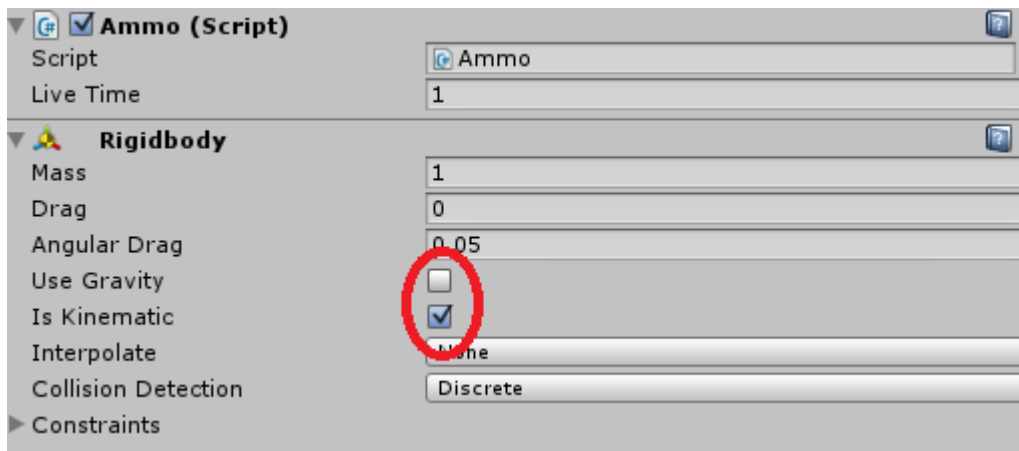 Ammo (Script)
Script Ammo
Live Time 1
Rigidbody
Mass 1
Drag 0
Angular Drag 0.05
Use Gravity
Is Kinematic
Interpolate None
Collision Detection Discrete
Constraints